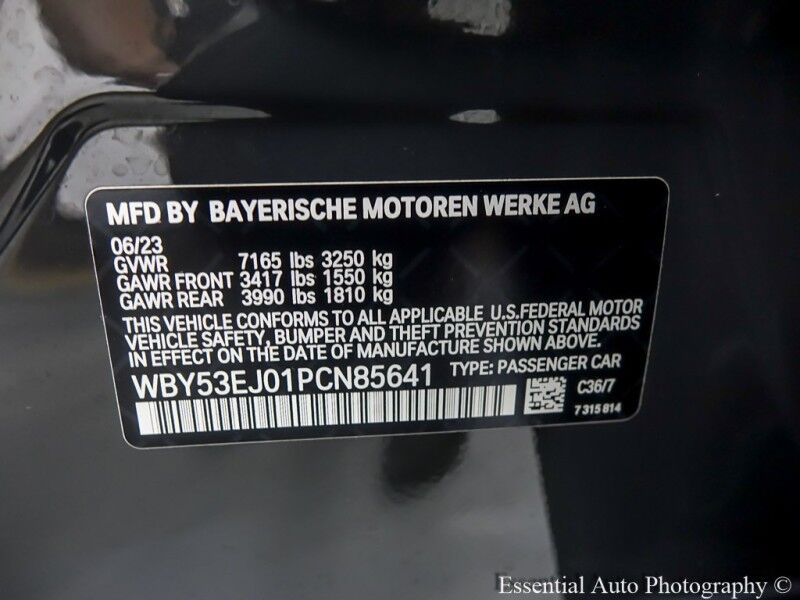 MFD BY BAYERISCHE MOTOREN WERKE AG
06/23
GVWR 7165 lbs 3250 kg
GAWR FRONT 3417 lbs 1550 kg
GAWR REAR 3990 lbs 1810 kg
THIS VEHICLE CONFORMS TO ALL APPLICABLE U.S.FEDERAL MOTOR
VEHICLE SAFETY, BUMPER AND THEFT PREVENTION STANDARDS
IN EFFECT ON THE DATE OF MANUFACTURE SHOWN ABOVE.
WBY53EJ01PCN85641 TYPE: PASSENGER CAR
C36/7
7 315 814
Essential Auto Photography ©